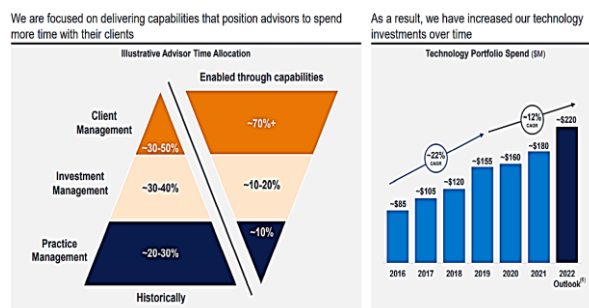 We are focused on delivering capabilities that position advisors to spend
more time with their clients
Illustrative Advisor Time Allocation
Enabled through capabilities
Client
Management
~30-50%
~70%+
Investment
Management
~30-40%
~10-20%
Practice
Management
~20-30%
~10%
Historically
As a result, we have increased our technology
investments over time
Technology Portfolio Spend ($M)
~22%
CAGR
~12%
CAGR
~$85
~$105
~$120
~$155
~$160
~$180
~$220
2016 2017 2018 2019 2020 2021 2022
Outlook(6)